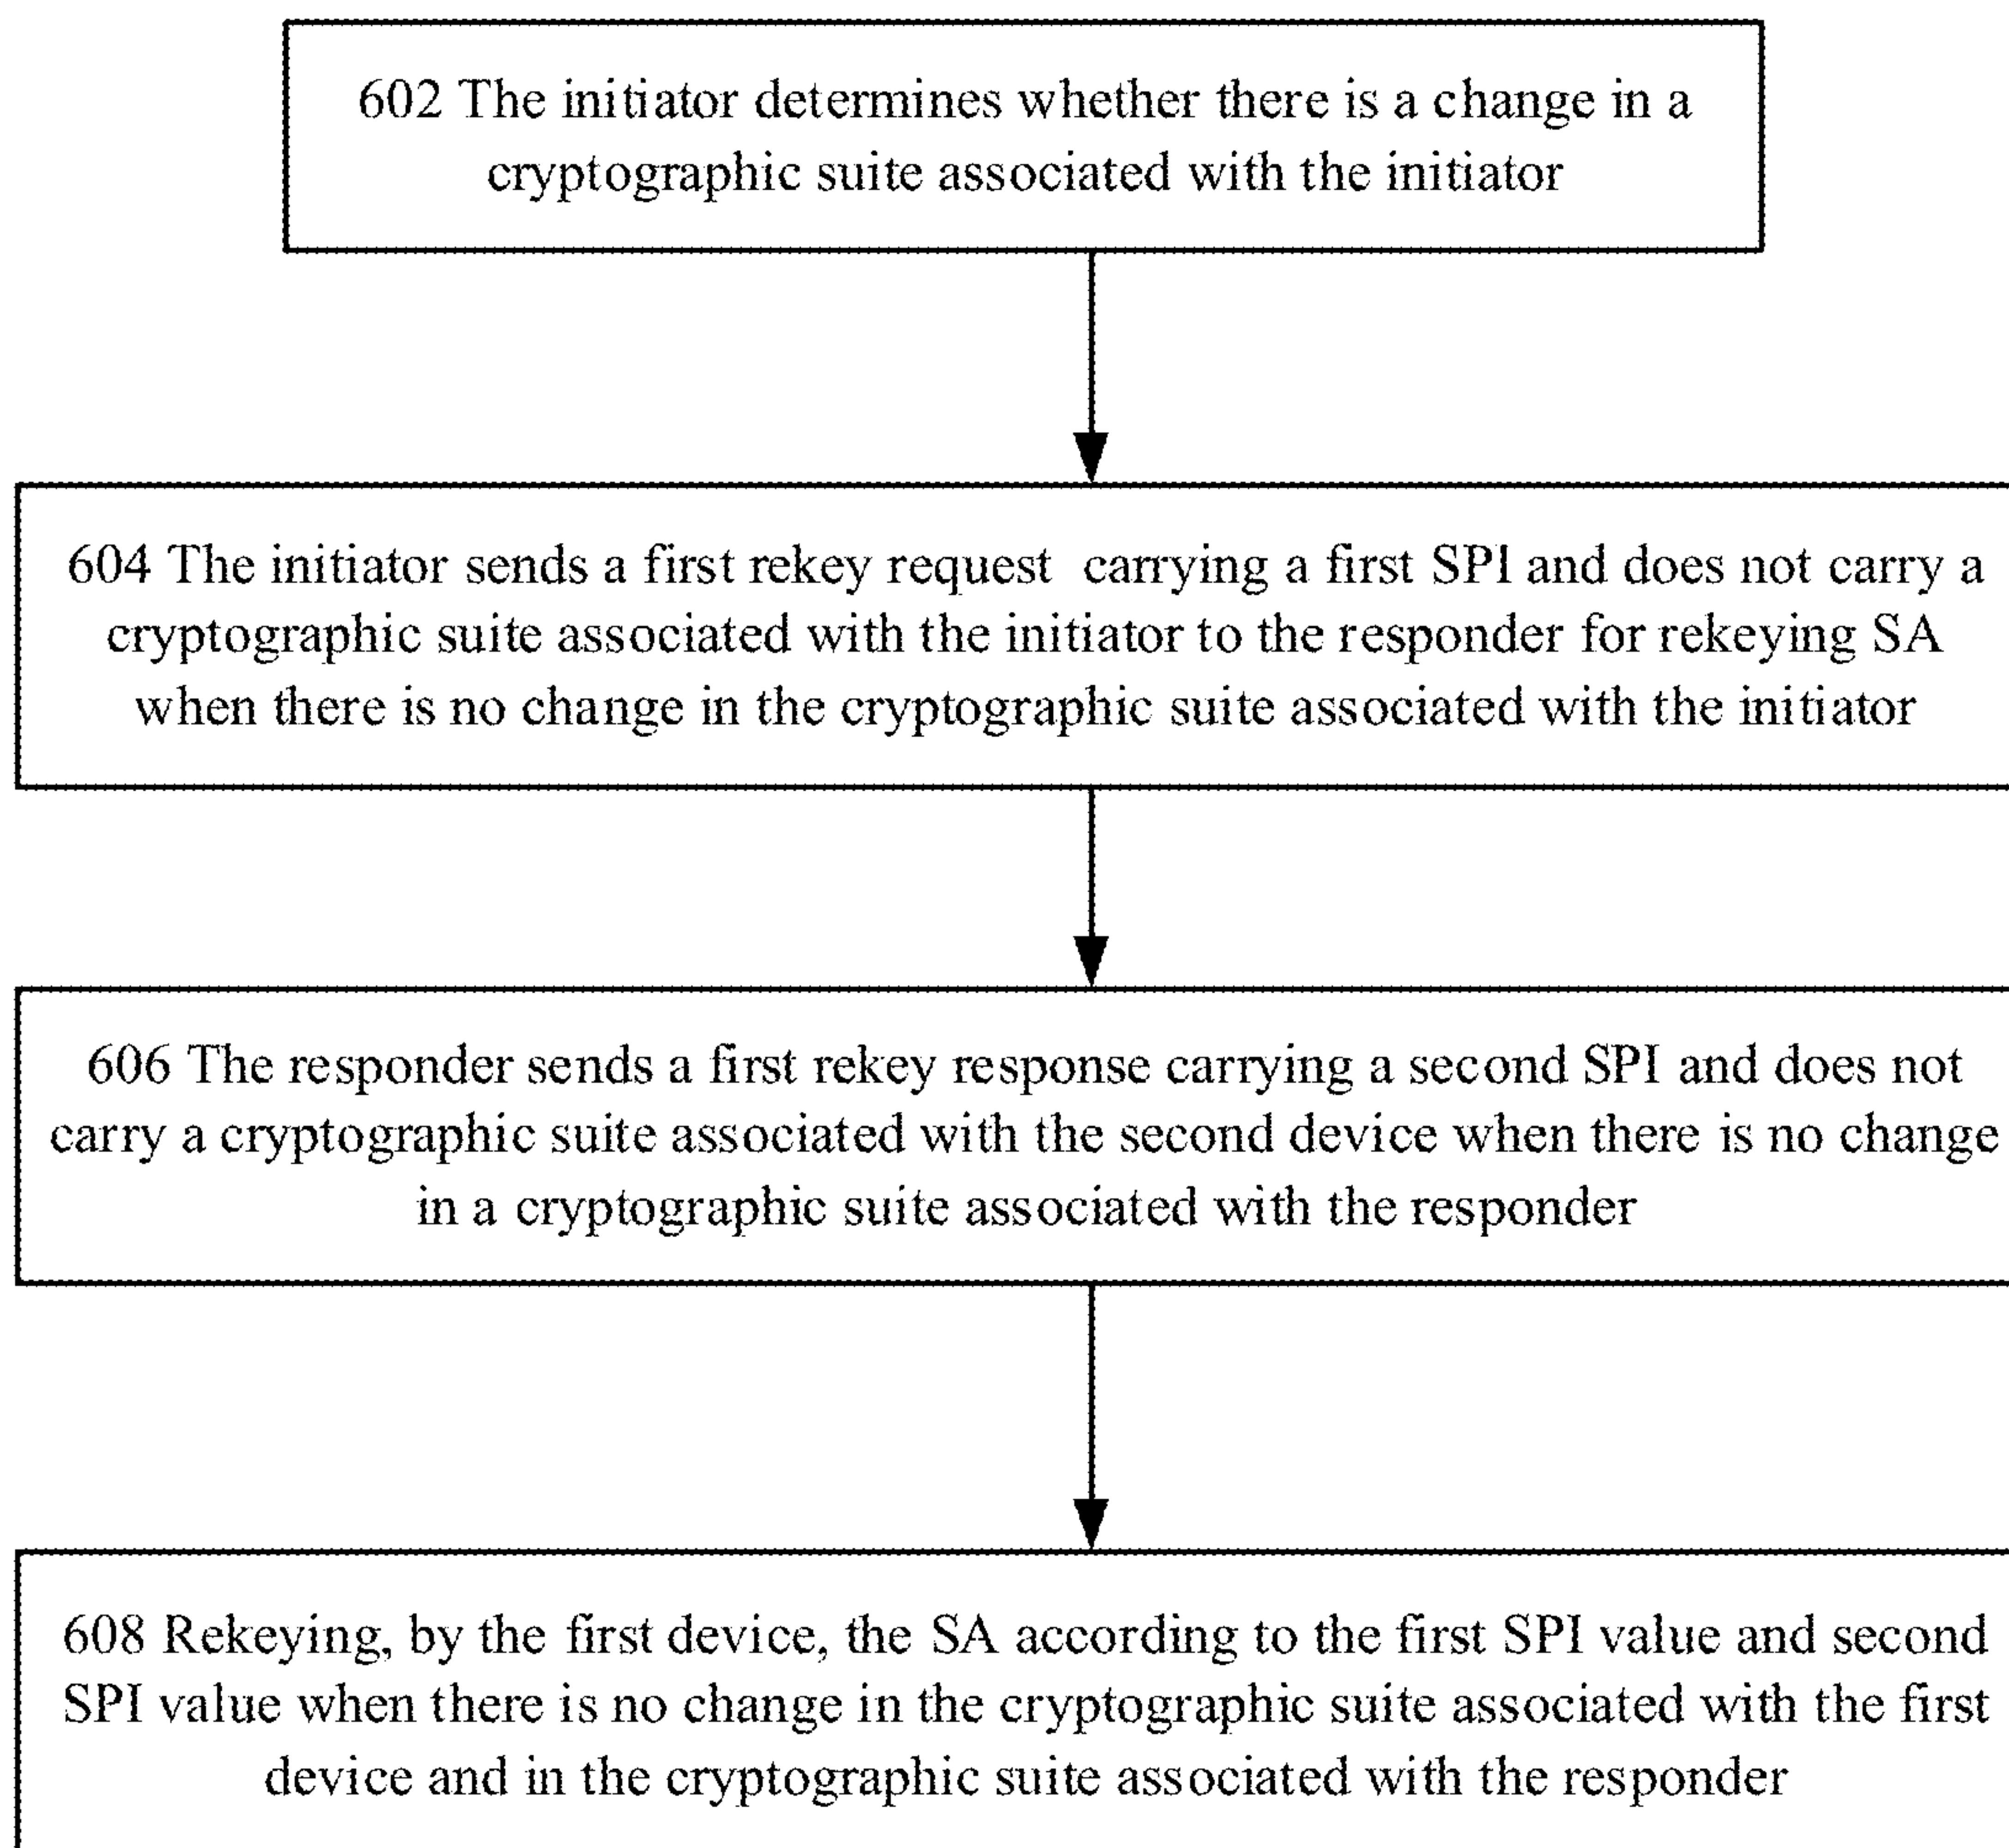 602 The initiator determines whether there is a change in a
cryptographic suite associated with the initiator
604 The initiator sends a first rekey request carrying a first SPI and does not carry a
cryptographic suite associated with the initiator to the responder for rekeying SA
when there is no change in the cryptographic suite associated with the initiator
606 The responder sends a first rekey response carrying a second SPI and does not
carry a cryptographic suite associated with the second device when there is no change
in a cryptographic suite associated with the responder
608 Rekeying, by the first device, the SA according to the first SPI value and second
SPI value when there is no change in the cryptographic suite associated with the first
device and in the cryptographic suite associated with the responder